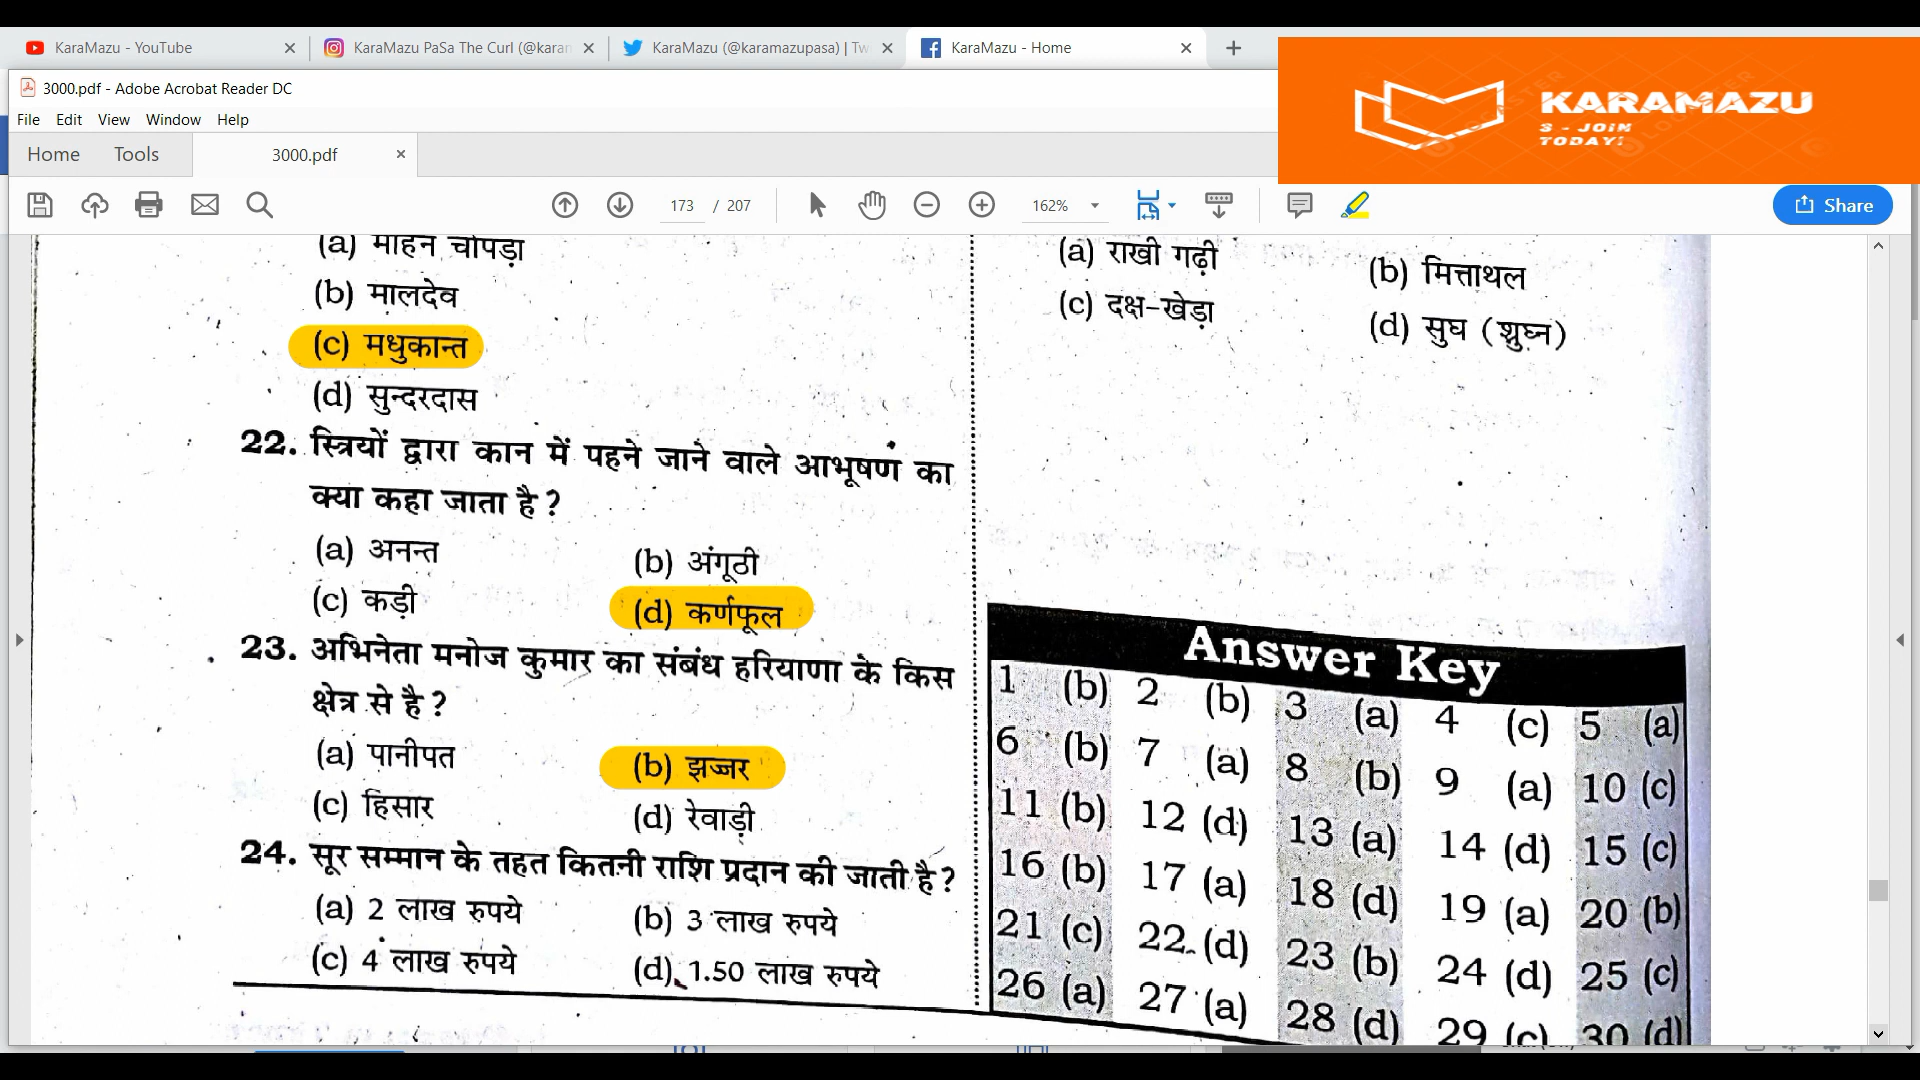 KaraMazu - YouTube
KaraMazu PaSa The Curl (@karan
KaraMazu (@karamazupasa) | Tw
KaraMazu - Home
KARAMAZU
S - JOIN
TODAY!
3000.pdf - Adobe Acrobat Reader DC
File Edit View Window Help
Home Tools 3000.pdf
173 / 207
162%
Share
(a) मोहन चोपड़ा
(b) मालदेव
(c) मधुकान्त
(d) सुन्दरदास
22. स्त्रियों द्वारा कान में पहने जाने वाले आभूषण का
क्या कहा जाता है ?
(a) अनन्त (b) अंगूठी
(c) कड़ी (d) कर्णफूल
23. अभिनेता मनोज कुमार का संबंध हरियाणा के किस
क्षेत्र से है ?
(a) पानीपत (b) झज्जर
(c) हिसार (d) रेवाड़ी
24. सूर सम्मान के तहत कितनी राशि प्रदान की जाती है ?
(a) 2 लाख रुपये (b) 3 लाख रुपये
(c) 4 लाख रुपये (d) 1.50 लाख रुपये
(a) राखी गढ़ी (b) मित्ताथल
(c) दक्ष-खेड़ा (d) सुघ (श्रुघ्न)
Answer Key
1 (b) 2 (b) 3 (a) 4 (c) 5 (a)
6 (b) 7 (a) 8 (b) 9 (a) 10 (c)
11 (b) 12 (d) 13 (a) 14 (d) 15 (c)
16 (b) 17 (a) 18 (d) 19 (a) 20 (b)
21 (c) 22 (d) 23 (b) 24 (d) 25 (c)
26 (a) 27 (a) 28 (d) 29 (c) 30 (d)